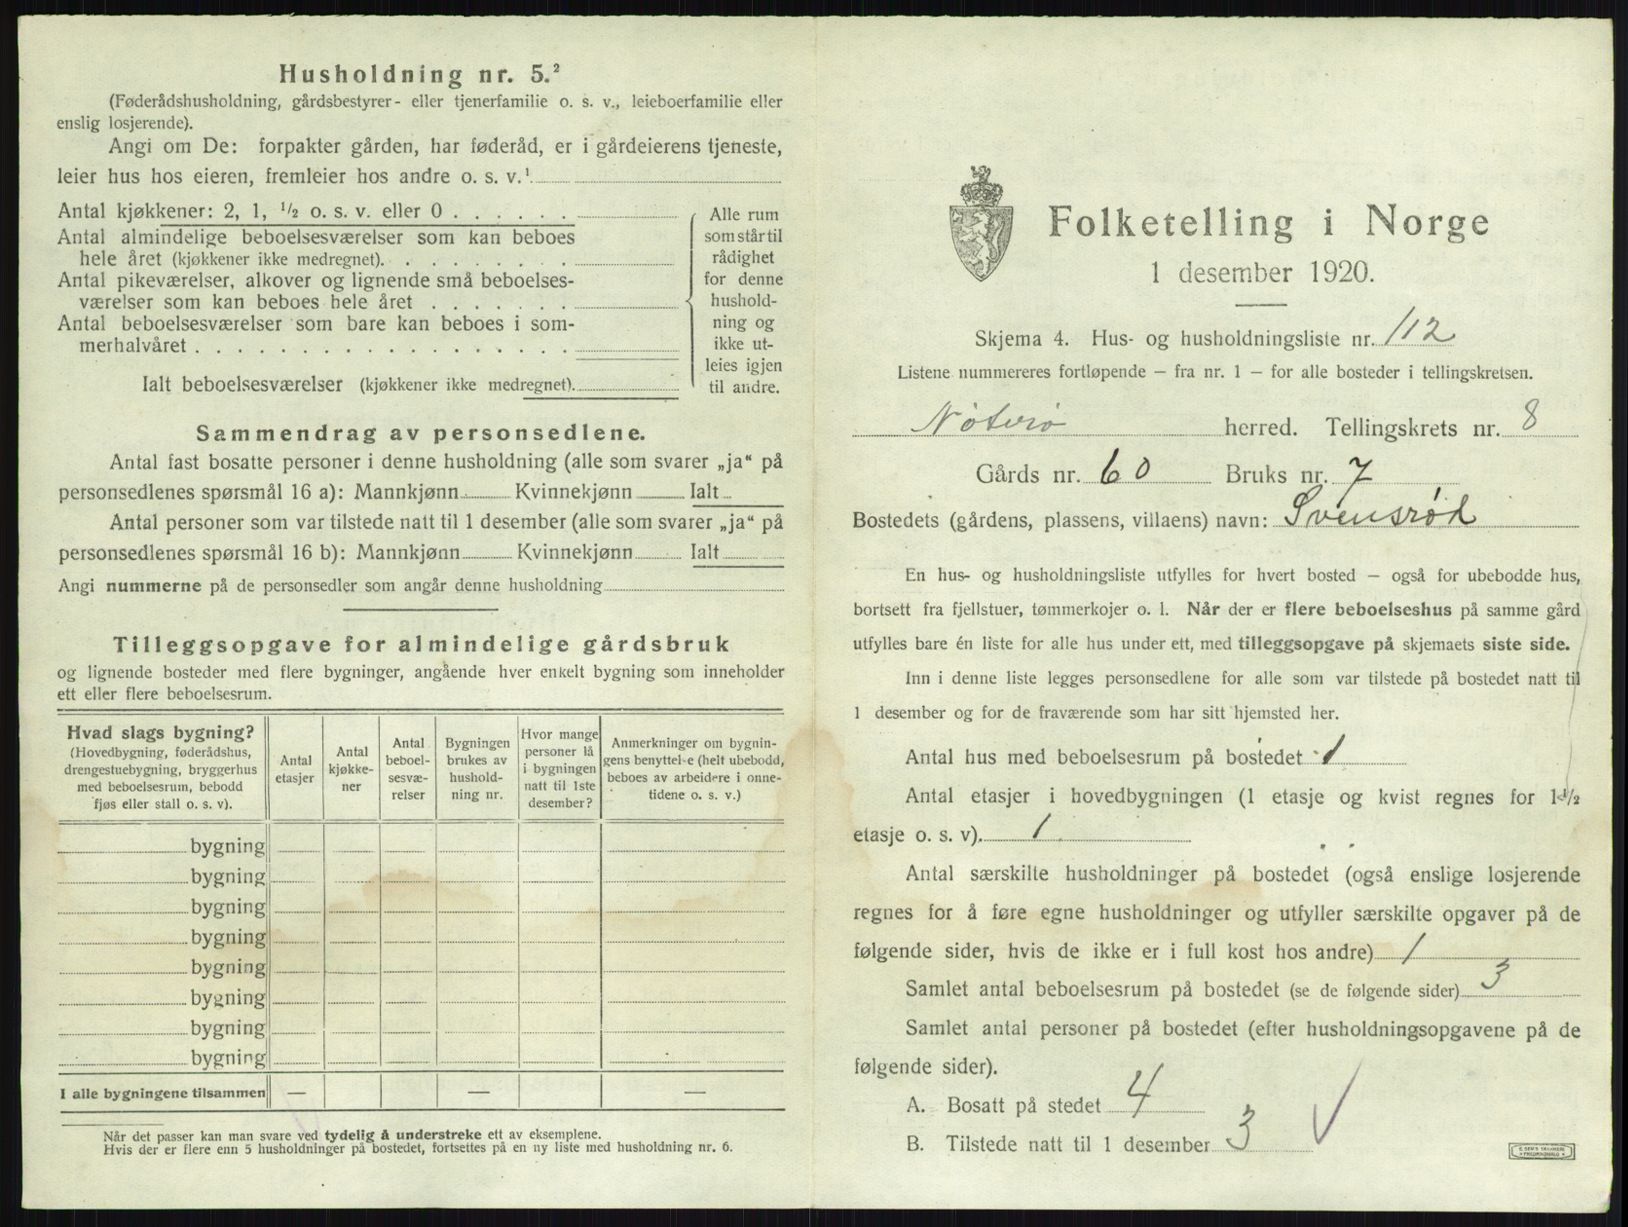 Husholdning nr. 5.²
(Føderådshusholdning, gårdsbestyrer- eller tjenerfamilie o. s. v., leieboerfamilie eller
enslig losjerende).
Angi om De: forpakter gården, har føderåd, er i gårdeierens tjeneste,
leier hus hos eieren, fremleier hos andre o. s. v.¹
Antal kjøkkener: 2, 1, ½ o. s. v. eller 0 . . . . . .
Antal almindelige beboelsesværelser som kan beboes
hele året (kjøkkener ikke medregnet). . . . . . . . .
Antal pikeværelser, alkover og lignende små beboelses-
værelser som kan beboes hele året . . . . . . .
Antal beboelsesværelser som bare kan beboes i som-
merhalvåret . . . . . . . . . . . . . . . . .
Ialt beboelsesværelser (kjøkkener ikke medregnet).
Alle rum
som står til
rådighet
for denne
hushold-
ning og
ikke ut-
leies igjen
til andre.
Sammendrag av personsedlene.
Antal fast bosatte personer i denne husholdning (alle som svarer „ja“ på
personsedlenes spørsmål 16 a): Mannkjønn Kvinnekjønn Ialt
Antal personer som var tilstede natt til 1 desember (alle som svarer „ja“ på
personsedlenes spørsmål 16 b): Mannkjønn Kvinnekjønn Ialt
Angi nummerne på de personsedler som angår denne husholdning
Tilleggsopgave for almindelige gårdsbruk
og lignende bosteder med flere bygninger, angående hver enkelt bygning som inneholder
ett eller flere beboelsesrum.
Hvad slags bygning?
(Hovedbygning, føderådshus,
drengestuebygning, bryggerhus
med beboelsesrum, bebodd
fjøs eller stall o. s. v).
Antal
etasjer
Antal
kjøkke-
ner
Antal
beboel-
sesvæ-
relser
Bygningen
brukes av
hushold-
ning nr.
Hvor mange
personer lå
i bygningen
natt til 1ste
desember?
Anmerkninger om bygnin-
gens benyttelse (helt ubebodd,
beboes av arbeidere i onne-
tidene o. s. v.)
bygning
bygning
bygning
bygning
bygning
bygning
bygning
bygning
I alle bygningene tilsammen — — —
Når det passer kan man svare ved tydelig å understreke ett av eksemplene.
Hvis der er flere enn 5 husholdninger på bostedet, fortsettes på en ny liste med husholdning nr. 6.
Folketelling i Norge
1 desember 1920.
Skjema 4. Hus- og husholdningsliste nr. 112
Listene nummereres fortløpende – fra nr. 1 – for alle bosteder i tellingskretsen.
Nøterø herred. Tellingskrets nr. 8
Gårds nr. 60 Bruks nr. 7
Bostedets (gårdens, plassens, villaens) navn: Svensrød
En hus- og husholdningsliste utfylles for hvert bosted – også for ubebodde hus,
bortsett fra fjellstuer, tømmerkojer o. l. Når der er flere beboelseshus på samme gård
utfylles bare én liste for alle hus under ett, med tilleggsopgave på skjemaets siste side.
Inn i denne liste legges personsedlene for alle som var tilstede på bostedet natt til
1 desember og for de fraværende som har sitt hjemsted her.
Antal hus med beboelsesrum på bostedet 1
Antal etasjer i hovedbygningen (1 etasje og kvist regnes for 1½
etasje o. s. v). 1
Antal særskilte husholdninger på bostedet (også enslige losjerende
regnes for å føre egne husholdninger og utfyller særskilte opgaver på de
følgende sider, hvis de ikke er i full kost hos andre) 1
Samlet antal beboelsesrum på bostedet (se de følgende sider) 3
Samlet antal personer på bostedet (efter husholdningsopgavene på de
følgende sider).
A. Bosatt på stedet 4
B. Tilstede natt til 1 desember 3